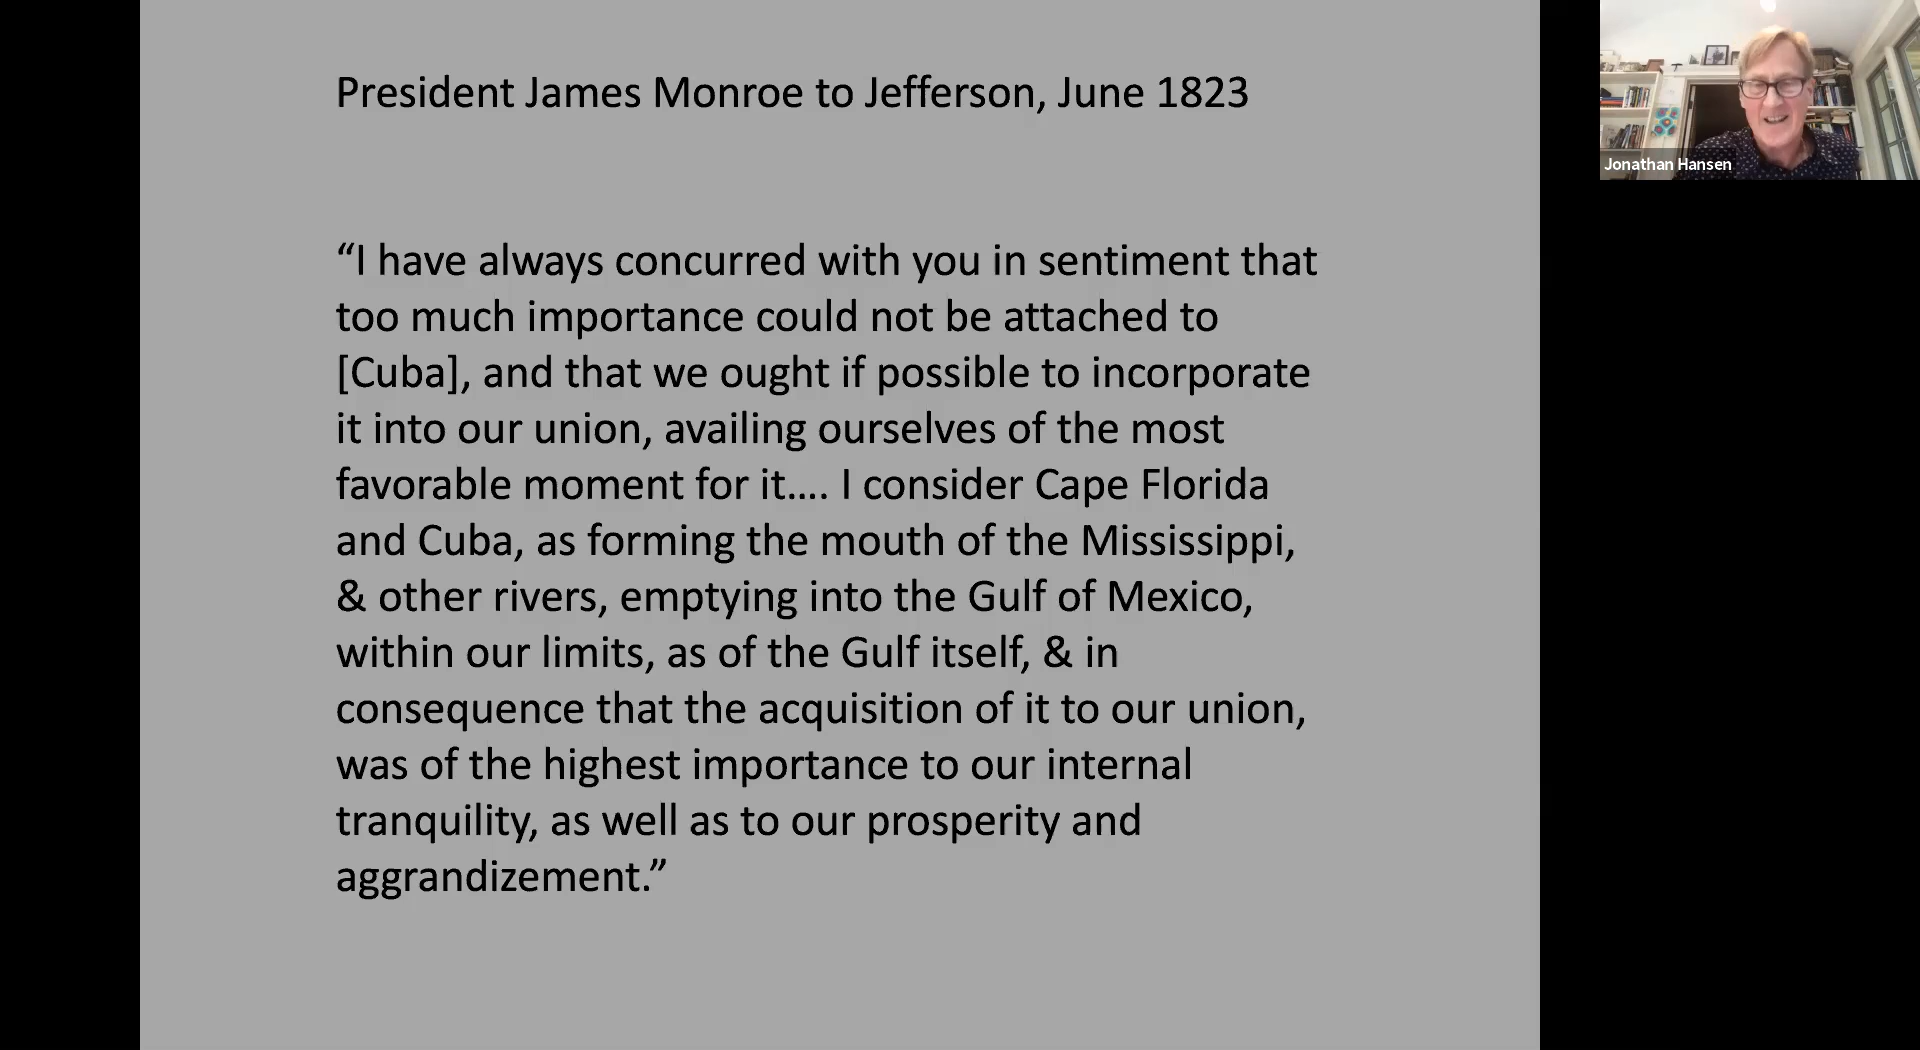 President James Monroe to Jefferson, June 1823
“I have always concurred with you in sentiment that
too much importance could not be attached to
[Cuba], and that we ought if possible to incorporate
it into our union, availing ourselves of the most
favorable moment for it…. I consider Cape Florida
and Cuba, as forming the mouth of the Mississippi,
& other rivers, emptying into the Gulf of Mexico,
within our limits, as of the Gulf itself, & in
consequence that the acquisition of it to our union,
was of the highest importance to our internal
tranquility, as well as to our prosperity and
aggrandizement.”
Jonathan Hansen